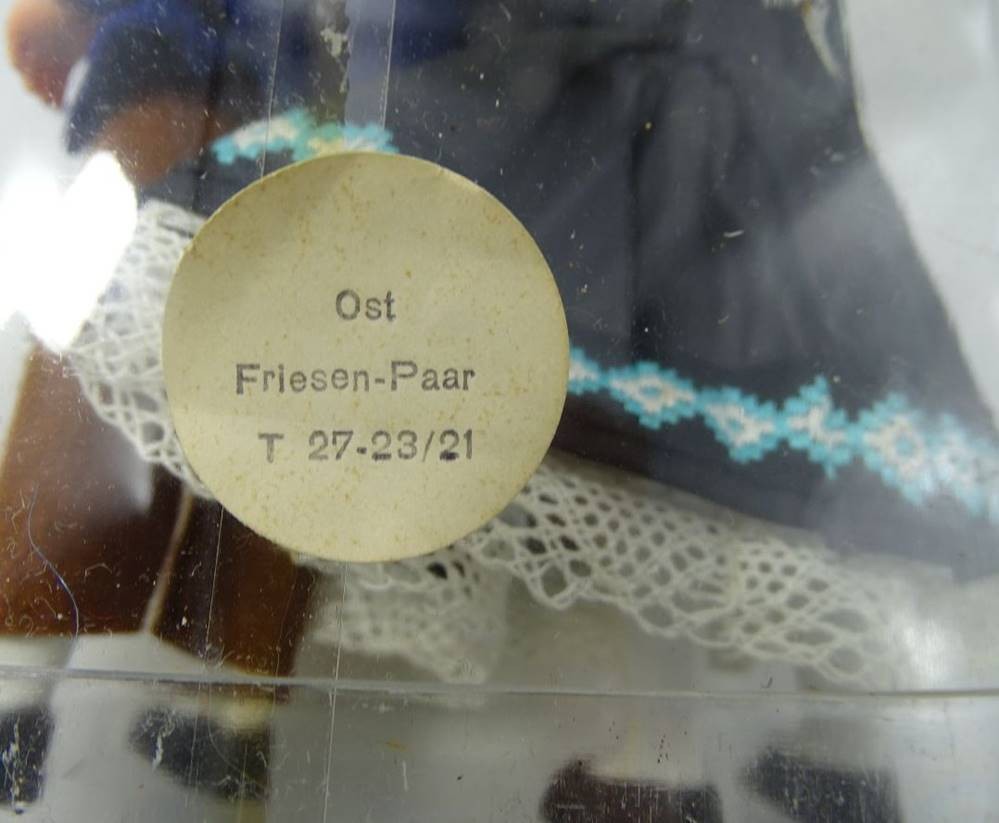 Ost
Friesen-Paar
T 27-23/21